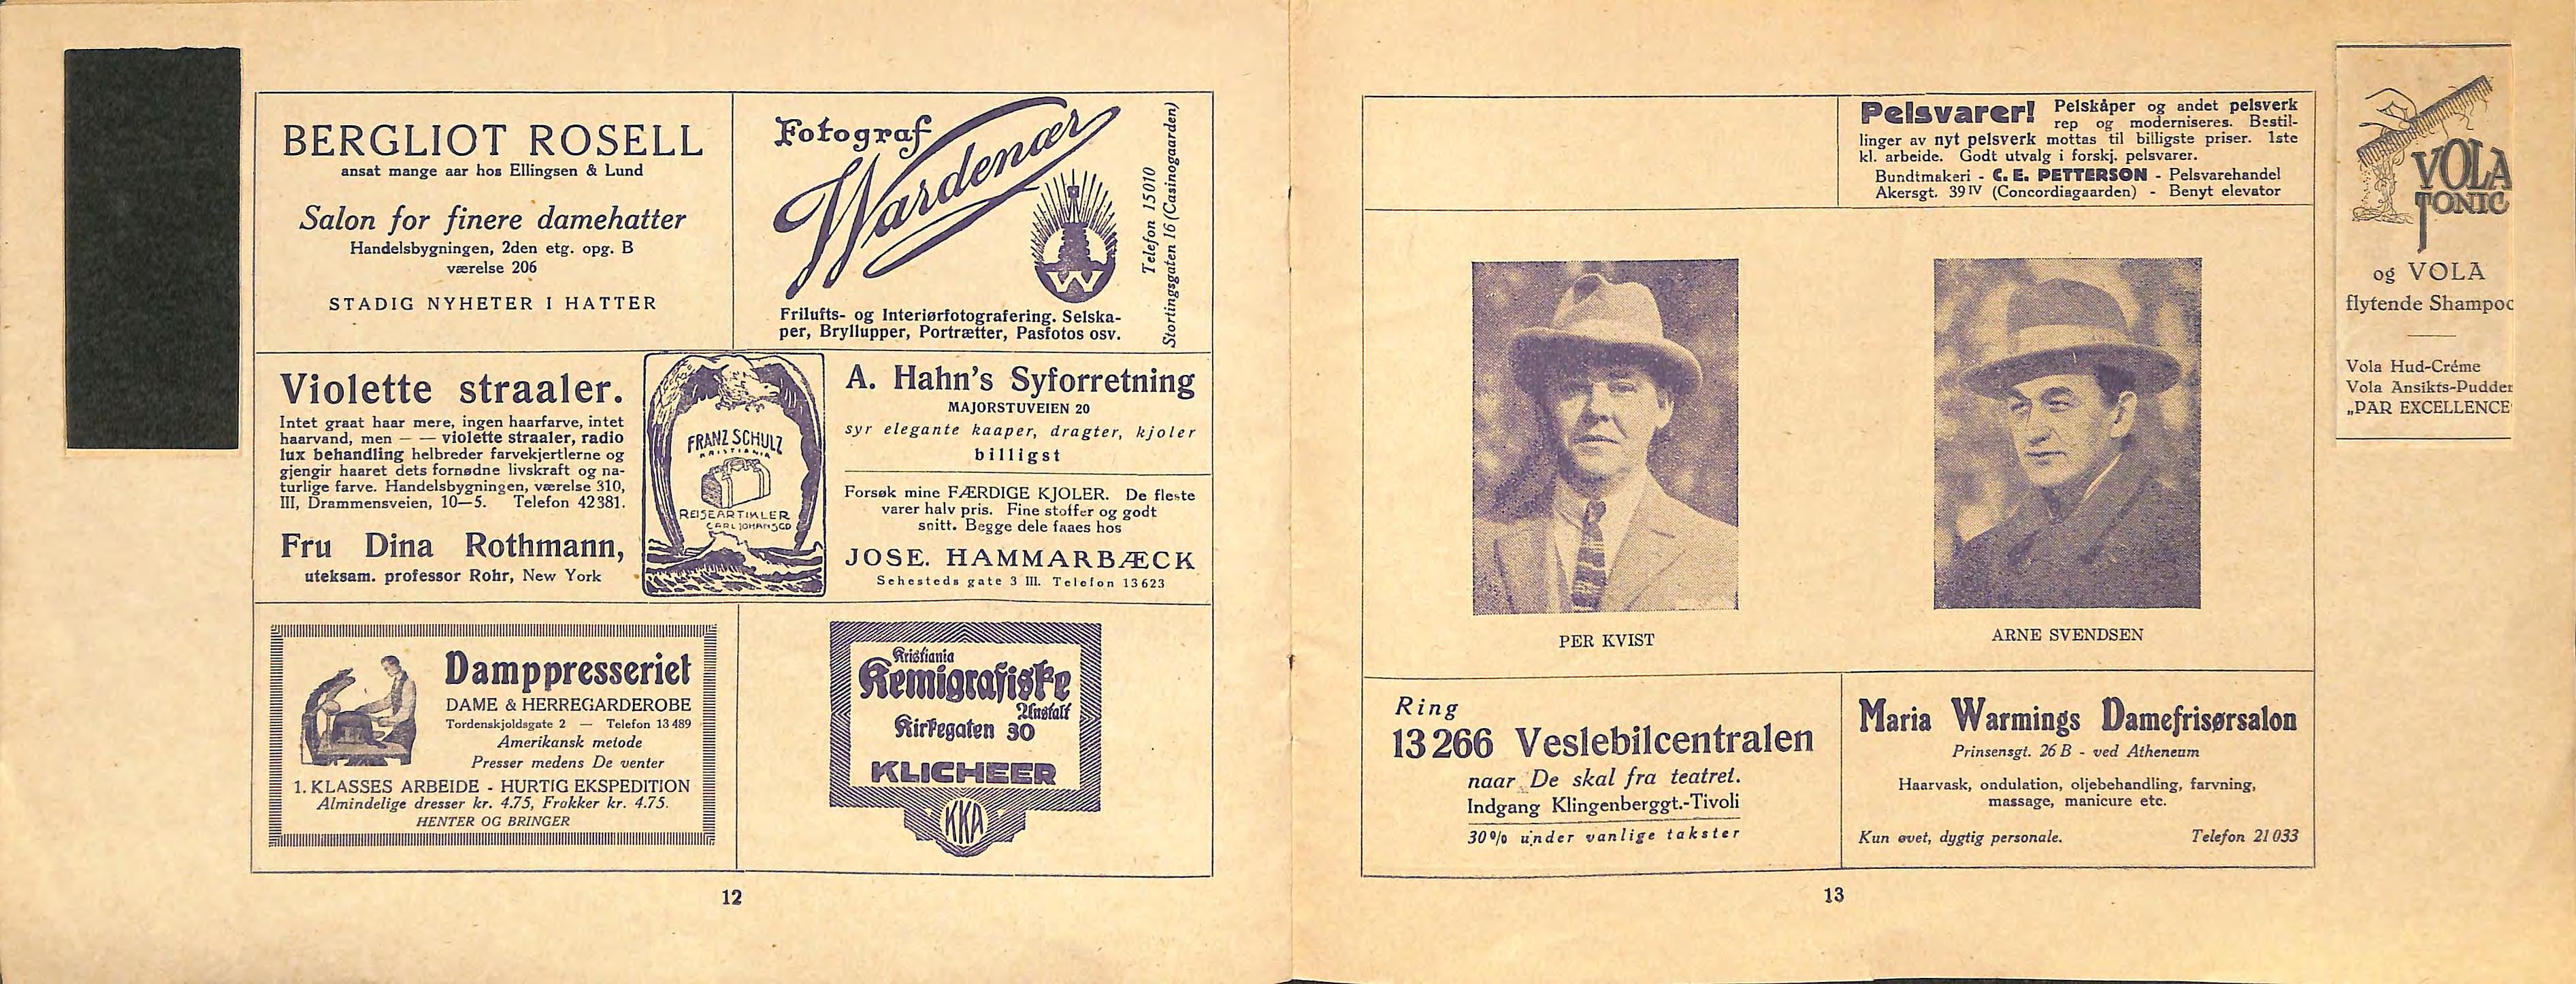 BERGLIOT ROSELL
ansat mange aar hos Ellingsen & Lund
Salon for finere damehatter
Handelsbygningen, 2den etg. opg. B
værelse 206
STADIG NYHETER I HATTER
Fotograf
Wardenær
W
Telefon 15010
Stortingsgaten 16 (Casinogaarden)
Frilufts- og Interiørfotografering. Selska-
per, Bryllupper, Portrætter, Pasfotos osv.
Violette straaler.
Intet graat haar mere, ingen haarfarve, intet
haarvand, men — — violette straaler, radio
lux behandling helbreder farvekjertlerne og
gjengir haaret dets fornødne livskraft og na-
turlige farve. Handelsbygningen, værelse 310,
III, Drammensveien, 10—5. Telefon 42381.
Fru Dina Rothmann,
uteksam. professor Rohr, New York
FRANZ SCHULZ
KRISTIANIA
REISEARTIKLER
CARL JOHANSGD
A. Hahn's Syforretning
MAJORSTUVEIEN 20
syr elegante kaaper, dragter, kjoler
billigst
Forsøk mine FÆRDIGE KJOLER. De fleste
varer halv pris. Fine stoffer og godt
snitt. Begge dele faaes hos
JOSE. HAMMARBÆCK
Sehesteds gate 3 III. Telefon 13623
Damppresseriet
DAME & HERREGARDEROBE
Tordenskjoldsgate 2 — Telefon 13489
Amerikansk metode
Presser medens De venter
1. KLASSES ARBEIDE - HURTIG EKSPEDITION
Almindelige dresser kr. 4.75, Frakker kr. 4.75.
HENTER OG BRINGER
Kristiania
Kemigrafiske
Anstalt
Kirkegaten 30
KLICHEER
KKA
12
Pelsvarer! Pelskåper og andet pelsverk
rep og moderniseres. Bestil-
linger av nyt pelsverk mottas til billigste priser. 1ste
kl. arbeide. Godt utvalg i forskj. pelsvarer.
Bundtmakeri - C. E. PETTERSON - Pelsvarehandel
Akersgt. 39 IV (Concordiagaarden) - Benyt elevator
PER KVIST
ARNE SVENDSEN
Ring
13266 Veslebilcentralen
naar De skal fra teatret.
Indgang Klingenberggt.-Tivoli
30% under vanlige takster
Maria Warmings Damefrisørsalon
Prinsensgt. 26 B - ved Atheneum
Haarvask, ondulation, oljebehandling, farvning,
massage, manicure etc.
Kun øvet, dygtig personale. Telefon 21033
13
VOLA
TONIC
og VOLA
flytende Shampoo
Vola Hud-Créme
Vola Ansikts-Pudder
„PAR EXCELLENCE"